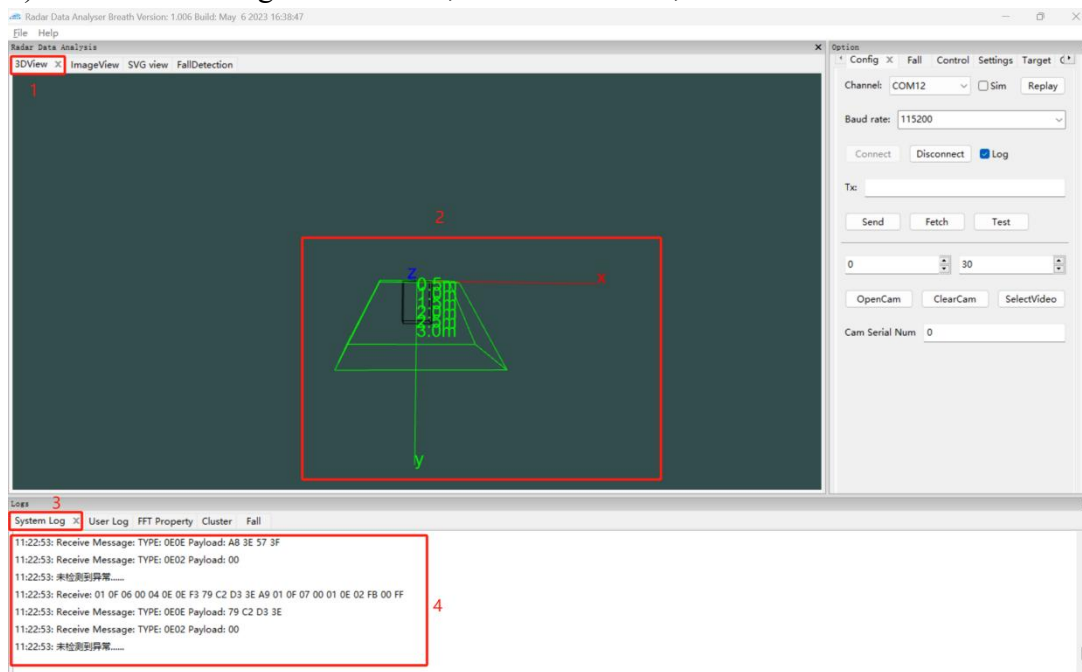 Radar Data Analyser Breath Version: 1.006 Build: May 6 2023 16:38:47
File Help
Radar Data Analysis
3DView ImageView SVG view FallDetection
1
2
z
x
0.5m
2.0m
3.0m
y
Option
Config Fall Control Settings Target
Channel: COM12 Sim Replay
Baud rate: 115200
Connect Disconnect Log
Tx:
Send Fetch Test
0 30
OpenCam ClearCam SelectVideo
Cam Serial Num 0
Logs
3
System Log User Log FFT Property Cluster Fall
11:22:53: Receive Message: TYPE: 0E0E Payload: AB 3E 57 3F
11:22:53: Receive Message: TYPE: 0E02 Payload: 00
11:22:53: 未检测到异常......
11:22:53: Receive: 01 0F 06 00 04 0E 0E F3 79 C2 D3 3E A9 01 0F 07 00 01 0E 02 FB 00 FF
11:22:53: Receive Message: TYPE: 0E0E Payload: 79 C2 D3 3E
11:22:53: Receive Message: TYPE: 0E02 Payload: 00
11:22:53: 未检测到异常......
4